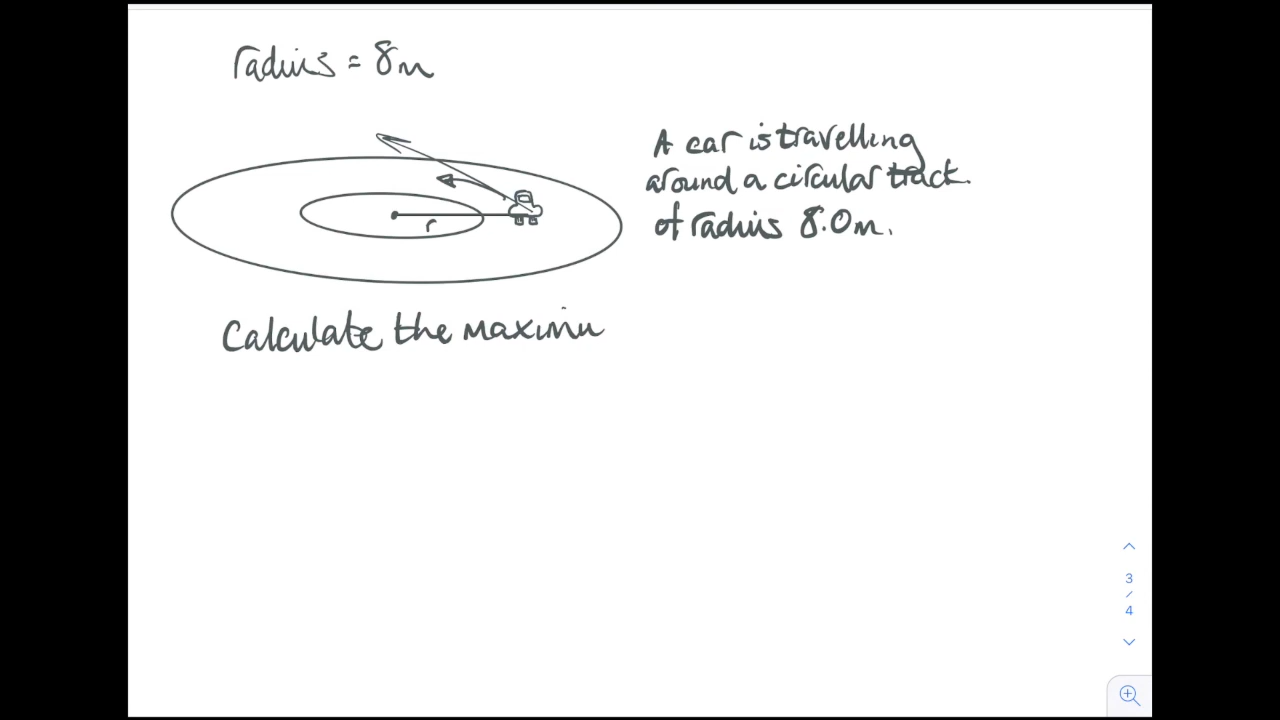 radius = 8m
A car is travelling
around a circular track.
of radius 8.0m.
r
Calculate the maximu
3
/
4